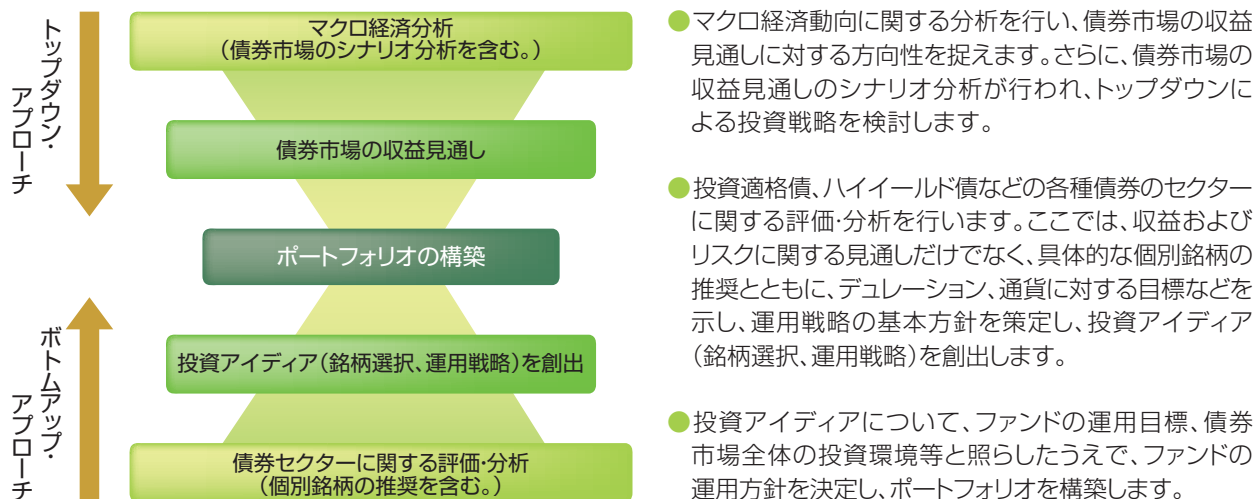 トップダウン・
アプローチ
マクロ経済分析
（債券市場のシナリオ分析を含む。）
債券市場の収益見通し
ポートフォリオの構築
投資アイディア（銘柄選択、運用戦略）を創出
債券セクターに関する評価・分析
（個別銘柄の推奨を含む。）
ボトムアップ・
アプローチ
●マクロ経済動向に関する分析を行い、債券市場の収益
見通しに対する方向性を捉えます。さらに、債券市場の
収益見通しのシナリオ分析が行われ、トップダウンに
よる投資戦略を検討します。
●投資適格債、ハイイールド債などの各種債券のセクター
に関する評価・分析を行います。ここでは、収益および
リスクに関する見通しだけでなく、具体的な個別銘柄の
推奨とともに、デュレーション、通貨に対する目標などを
示し、運用戦略の基本方針を策定し、投資アイディア
（銘柄選択、運用戦略）を創出します。
●投資アイディアについて、ファンドの運用目標、債券
市場全体の投資環境等と照らしたうえで、ファンドの
運用方針を決定し、ポートフォリオを構築します。